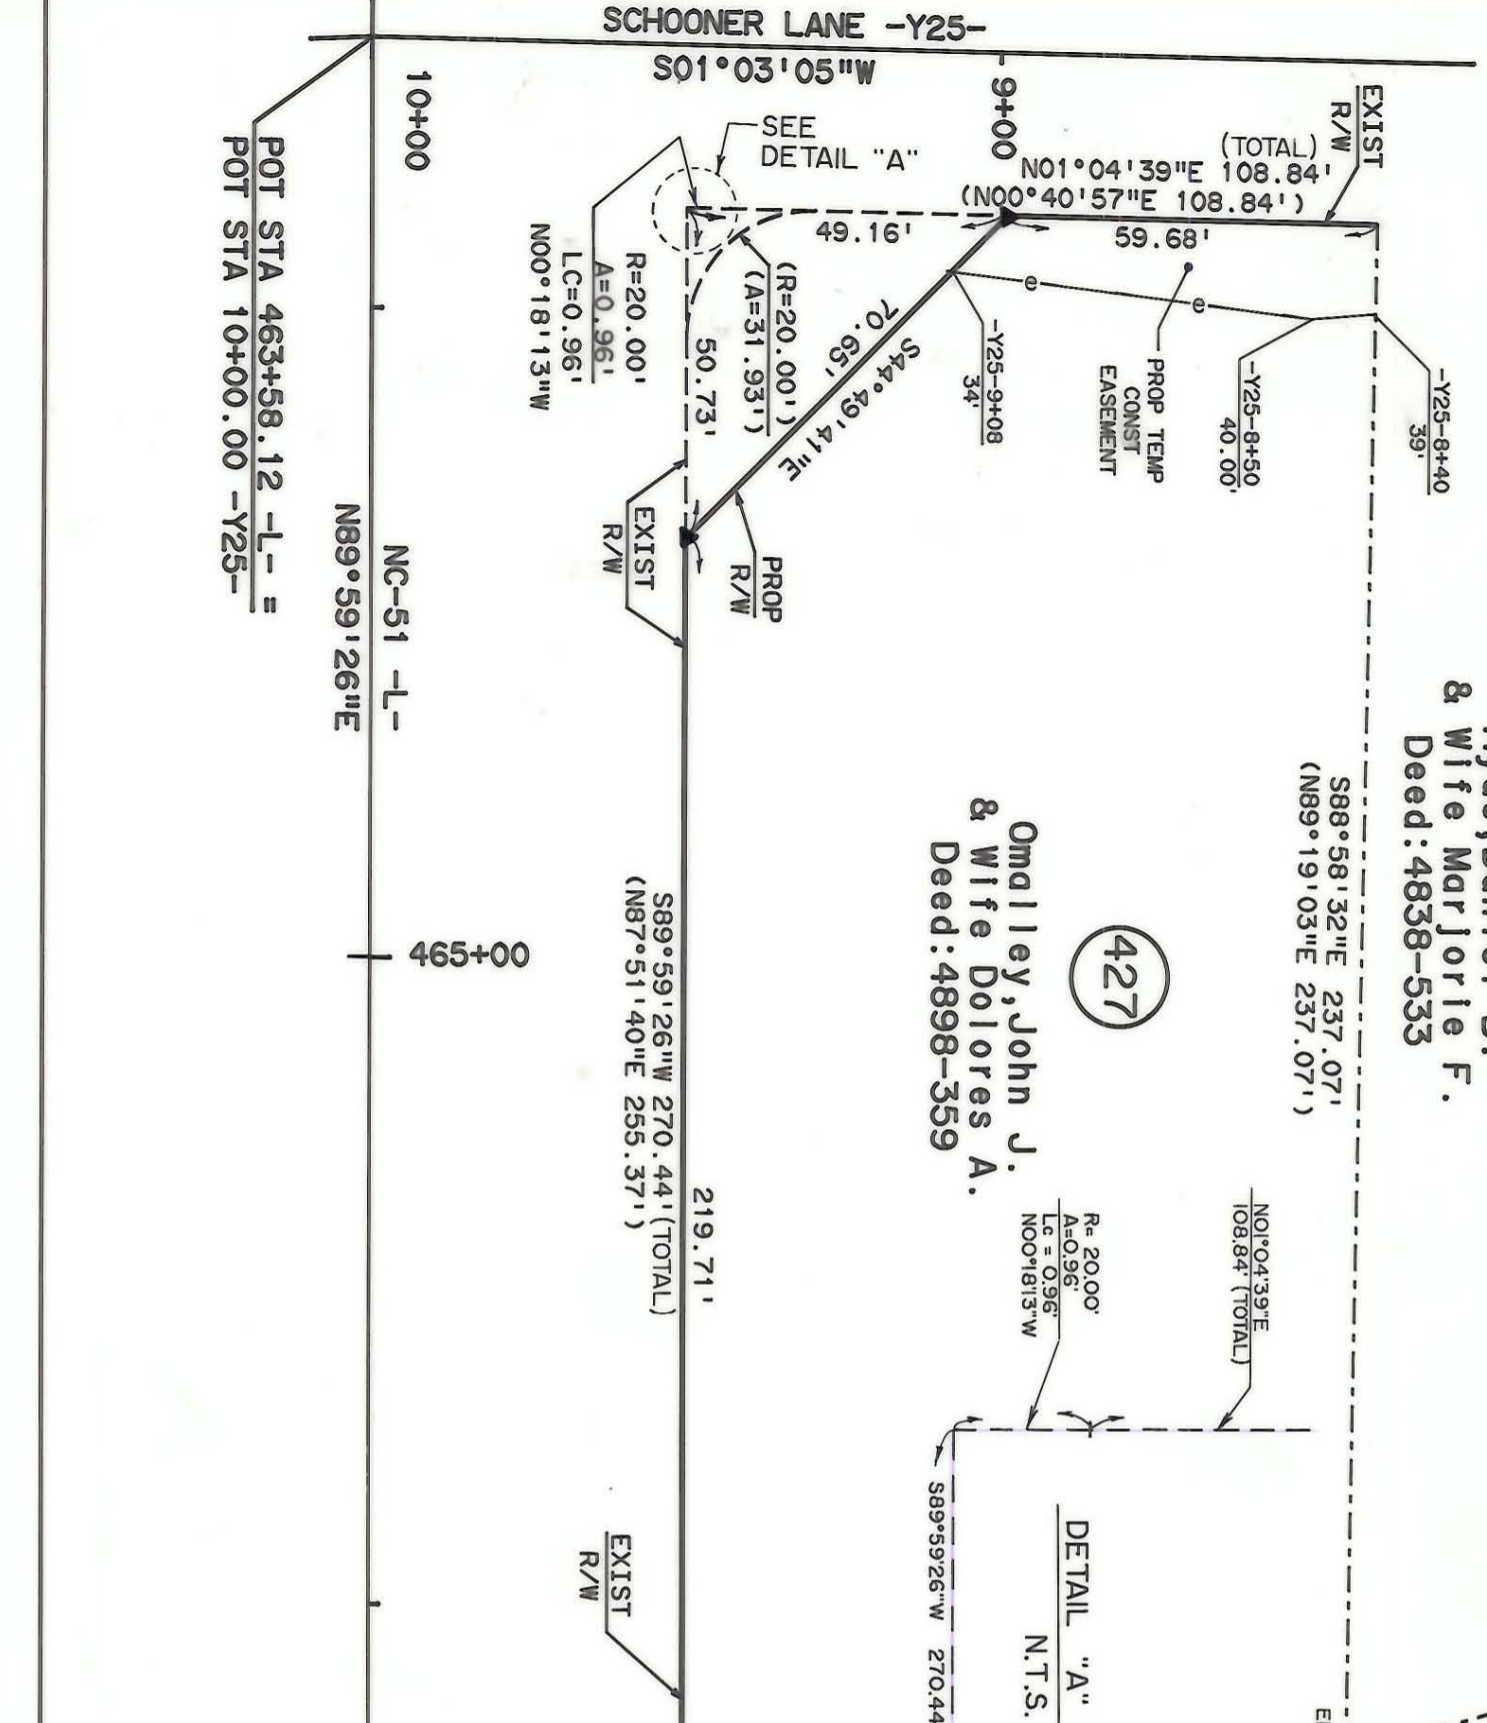 SCHOONER LANE -Y25-
S01°03'05"W
10+00
9+00
SEE
DETAIL "A"
EXIST
R/W
(TOTAL)
N01°04'39"E 108.84'
(N00°40'57"E 108.84')
49.16'
59.68'
POT STA 463+58.12 -L- =
POT STA 10+00.00 -Y25-
R=20.00'
A=0.96'
LC=0.96'
N00°18'13"W
(R=20.00')
(A=31.93')
50.73'
70.65'
S44°49'41"E
-Y25-9+08
34'
PROP TEMP
CONST
EASEMENT
-Y25-8+50
40.00'
-Y25-8+40
39'
e
e
EXIST
R/W
PROP
R/W
NC-51 -L-
N89°59'26"E
& Wife Marjorie F.
Deed:4838-533
S88°58'32"E 237.07'
(N89°19'03"E 237.07')
427
Omalley,John J.
& Wife Dolores A.
Deed:4898-359
465+00
S89°59'26"W 270.44'(TOTAL)
(N87°51'40"E 255.37')
219.71'
N01°04'39"E
108.84' (TOTAL)
R= 20.00'
A=0.96'
Lc = 0.96'
N00°18'13"W
S89°59'26"W 270.44
DETAIL "A"
N.T.S.
EXIST
R/W